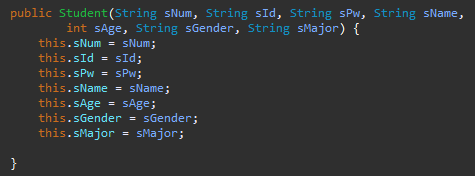 public Student(String sNum, String sId, String sPw, String sName,
int sAge, String sGender, String sMajor) {
this.sNum = sNum;
this.sId = sId;
this.sPw = sPw;
this.sName = sName;
this.sAge = sAge;
this.sGender = sGender;
this.sMajor = sMajor;
}